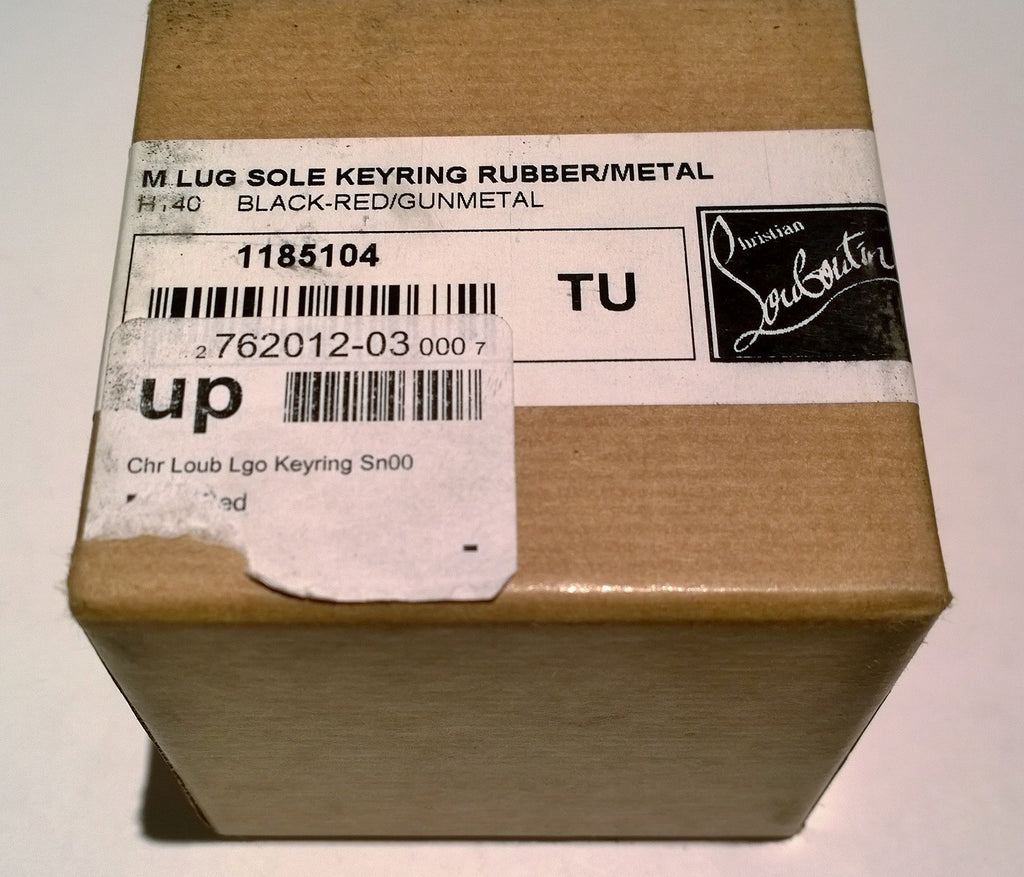 M LUG SOLE KEYRING RUBBER/METAL
H.40 BLACK-RED/GUNMETAL
1185104
TU
Christian
Louboutin
2 762012-03 000 7
up
Chr Loub Lgo Keyring Sn00